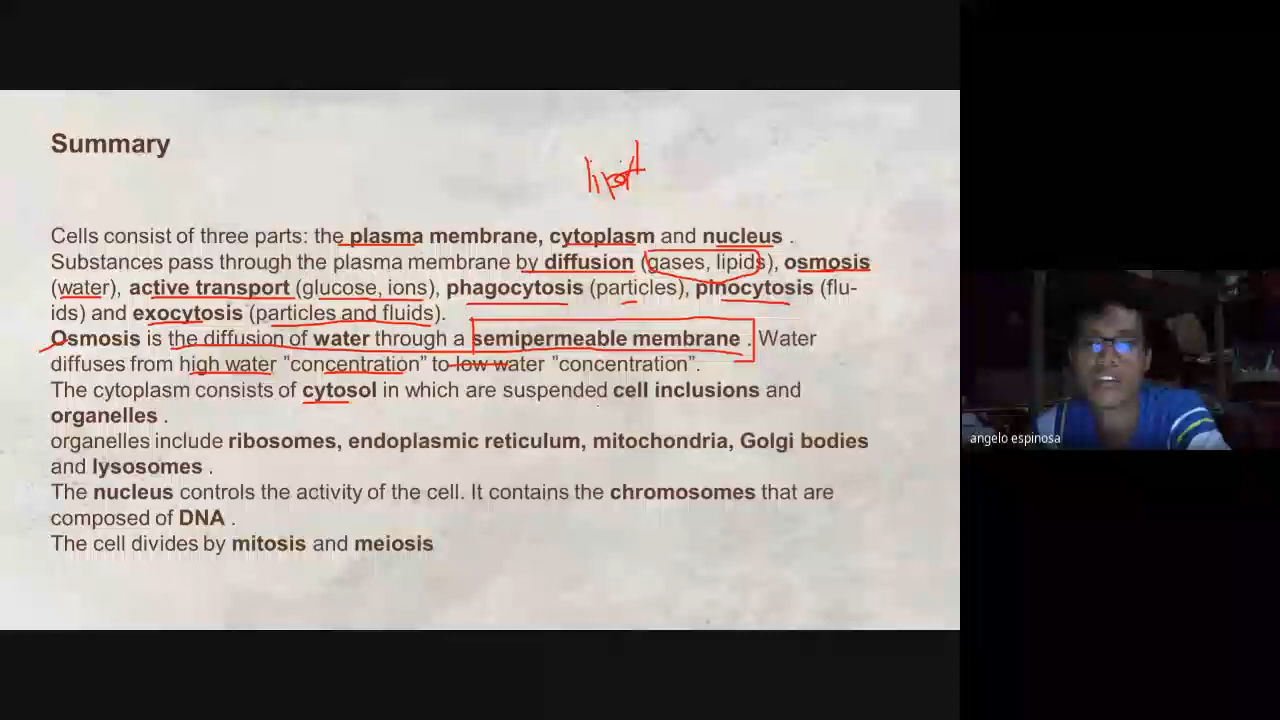 Summary
lipid
Cells consist of three parts: the plasma membrane, cytoplasm and nucleus .
Substances pass through the plasma membrane by diffusion (gases, lipids), osmosis
(water), active transport (glucose, ions), phagocytosis (particles), pinocytosis (flu-
ids) and exocytosis (particles and fluids).
Osmosis is the diffusion of water through a semipermeable membrane . Water
diffuses from high water "concentration" to low water "concentration".
The cytoplasm consists of cytosol in which are suspended cell inclusions and
organelles .
organelles include ribosomes, endoplasmic reticulum, mitochondria, Golgi bodies
and lysosomes .
The nucleus controls the activity of the cell. It contains the chromosomes that are
composed of DNA .
The cell divides by mitosis and meiosis
angelo espinosa